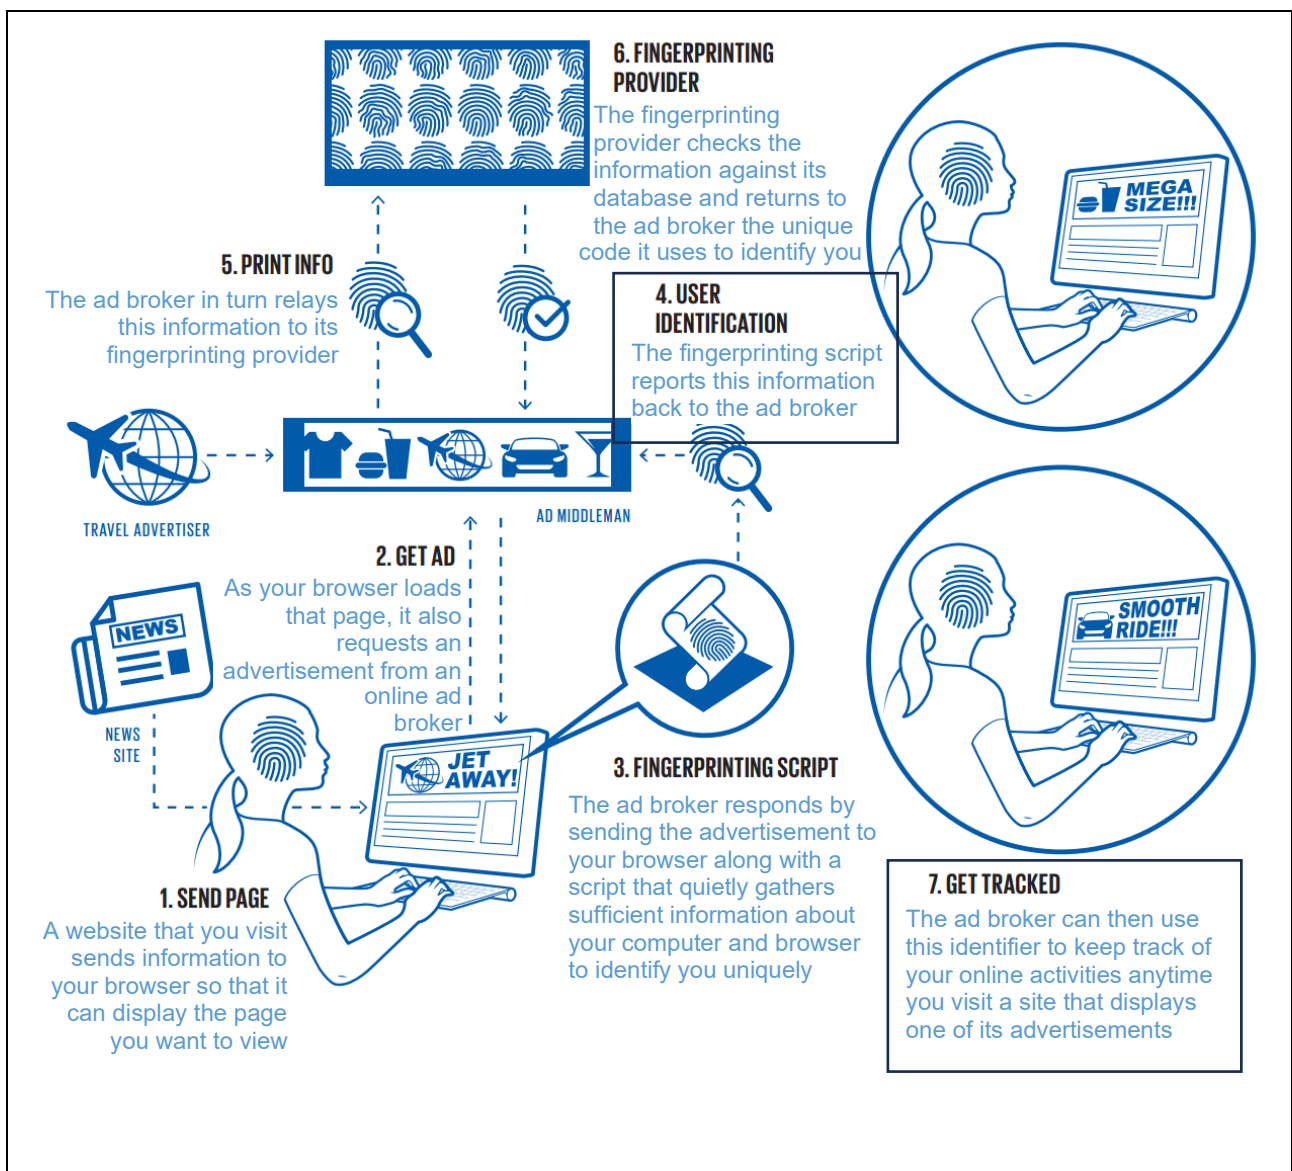 6. FINGERPRINTING
PROVIDER
The fingerprinting
provider checks the
information against its
database and returns to
the ad broker the unique
code it uses to identify you
MEGA
SIZE!!!
5. PRINT INFO
The ad broker in turn relays
this information to its
fingerprinting provider
4. USER
IDENTIFICATION
The fingerprinting script
reports this information
back to the ad broker
TRAVEL ADVERTISER
AD MIDDLEMAN
2. GET AD
As your browser loads
that page, it also
requests an
advertisement from an
online ad
broker
NEWS
NEWS
SITE
JET
AWAY!
SMOOTH
RIDE!!!
3. FINGERPRINTING SCRIPT
The ad broker responds by
sending the advertisement to
your browser along with a
script that quietly gathers
sufficient information about
your computer and browser
to identify you uniquely
1. SEND PAGE
A website that you visit
sends information to
your browser so that it
can display the page
you want to view
7. GET TRACKED
The ad broker can then use
this identifier to keep track of
your online activities anytime
you visit a site that displays
one of its advertisements